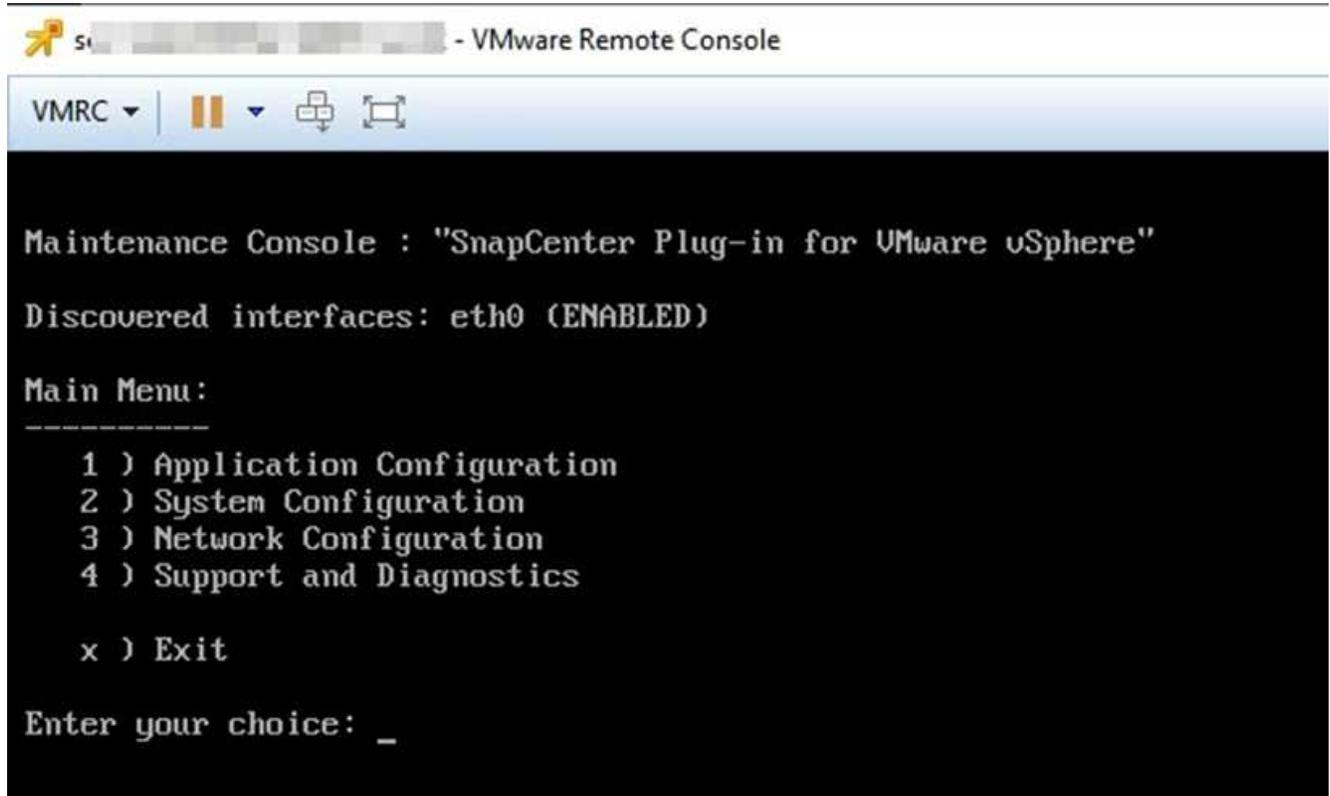 - VMware Remote Console
VMRC
Maintenance Console : "SnapCenter Plug-in for VMware vSphere"
Discovered interfaces: eth0 (ENABLED)
Main Menu:
----------
1 ) Application Configuration
2 ) System Configuration
3 ) Network Configuration
4 ) Support and Diagnostics
x ) Exit
Enter your choice: _